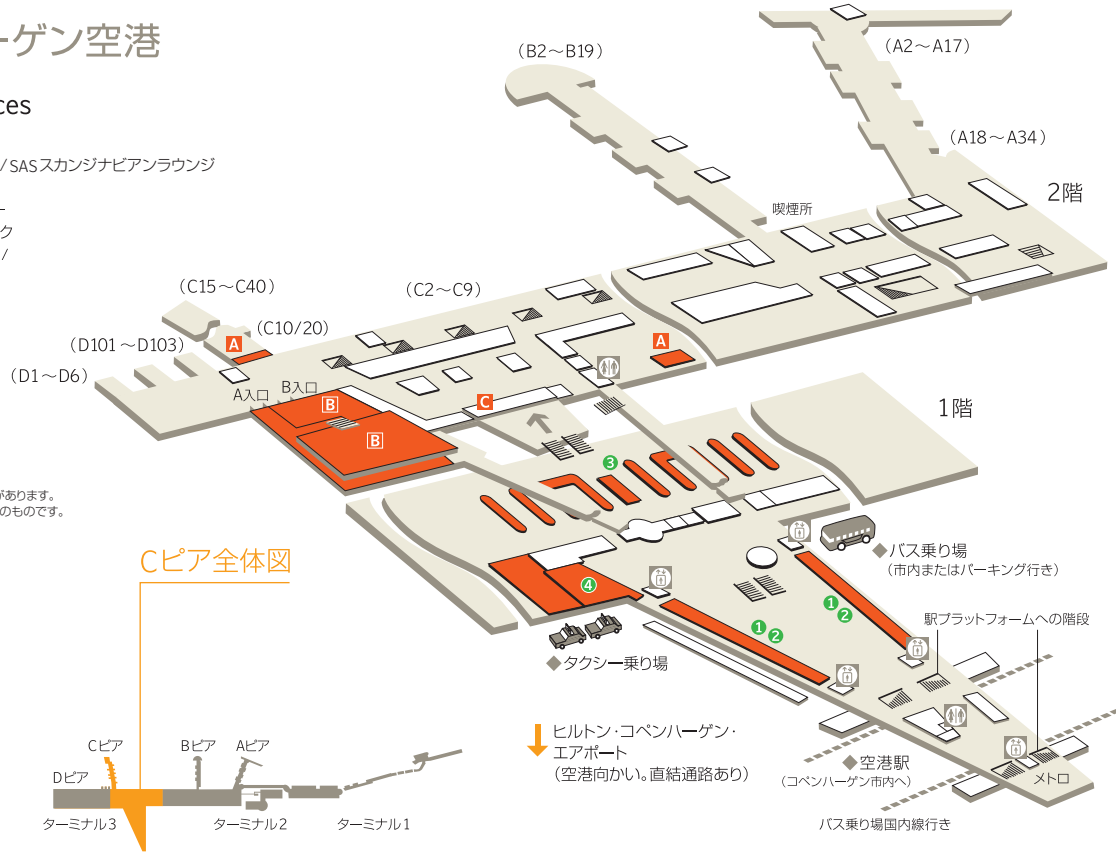 ーゲン空港
ces
/SASスカンジナビアンラウンジ
ー
ク
/
があります。
のものです。
(B2～B19)
(A2～A17)
(A18～A34)
2階
喫煙所
(C15～C40)
(C2～C9)
(C10/20)
(D101～D103)
(D1～D6)
A
A
A入口
B入口
B
B
C
1階
3
4
1
2
1
2
◆バス乗り場
(市内またはパーキング行き)
駅プラットフォームへの階段
◆タクシー乗り場
ヒルトン・コペンハーゲン・
エアポート
(空港向かい。直結通路あり)
◆空港駅
(コペンハーゲン市内へ)
メトロ
バス乗り場国内線行き
Cピア全体図
Cピア
Bピア
Aピア
Dピア
ターミナル3
ターミナル2
ターミナル1